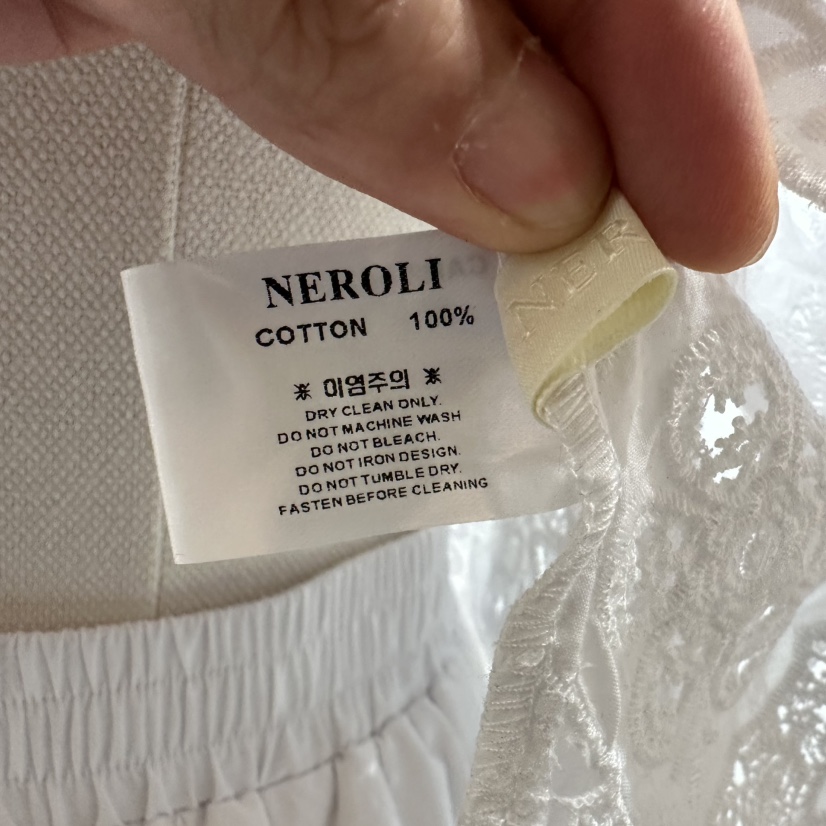 NEROLI
COTTON 100%
※ 이염주의 ※
DRY CLEAN ONLY.
DO NOT MACHINE WASH
DO NOT BLEACH.
DO NOT IRON DESIGN.
DO NOT TUMBLE DRY.
FASTEN BEFORE CLEANING
NER